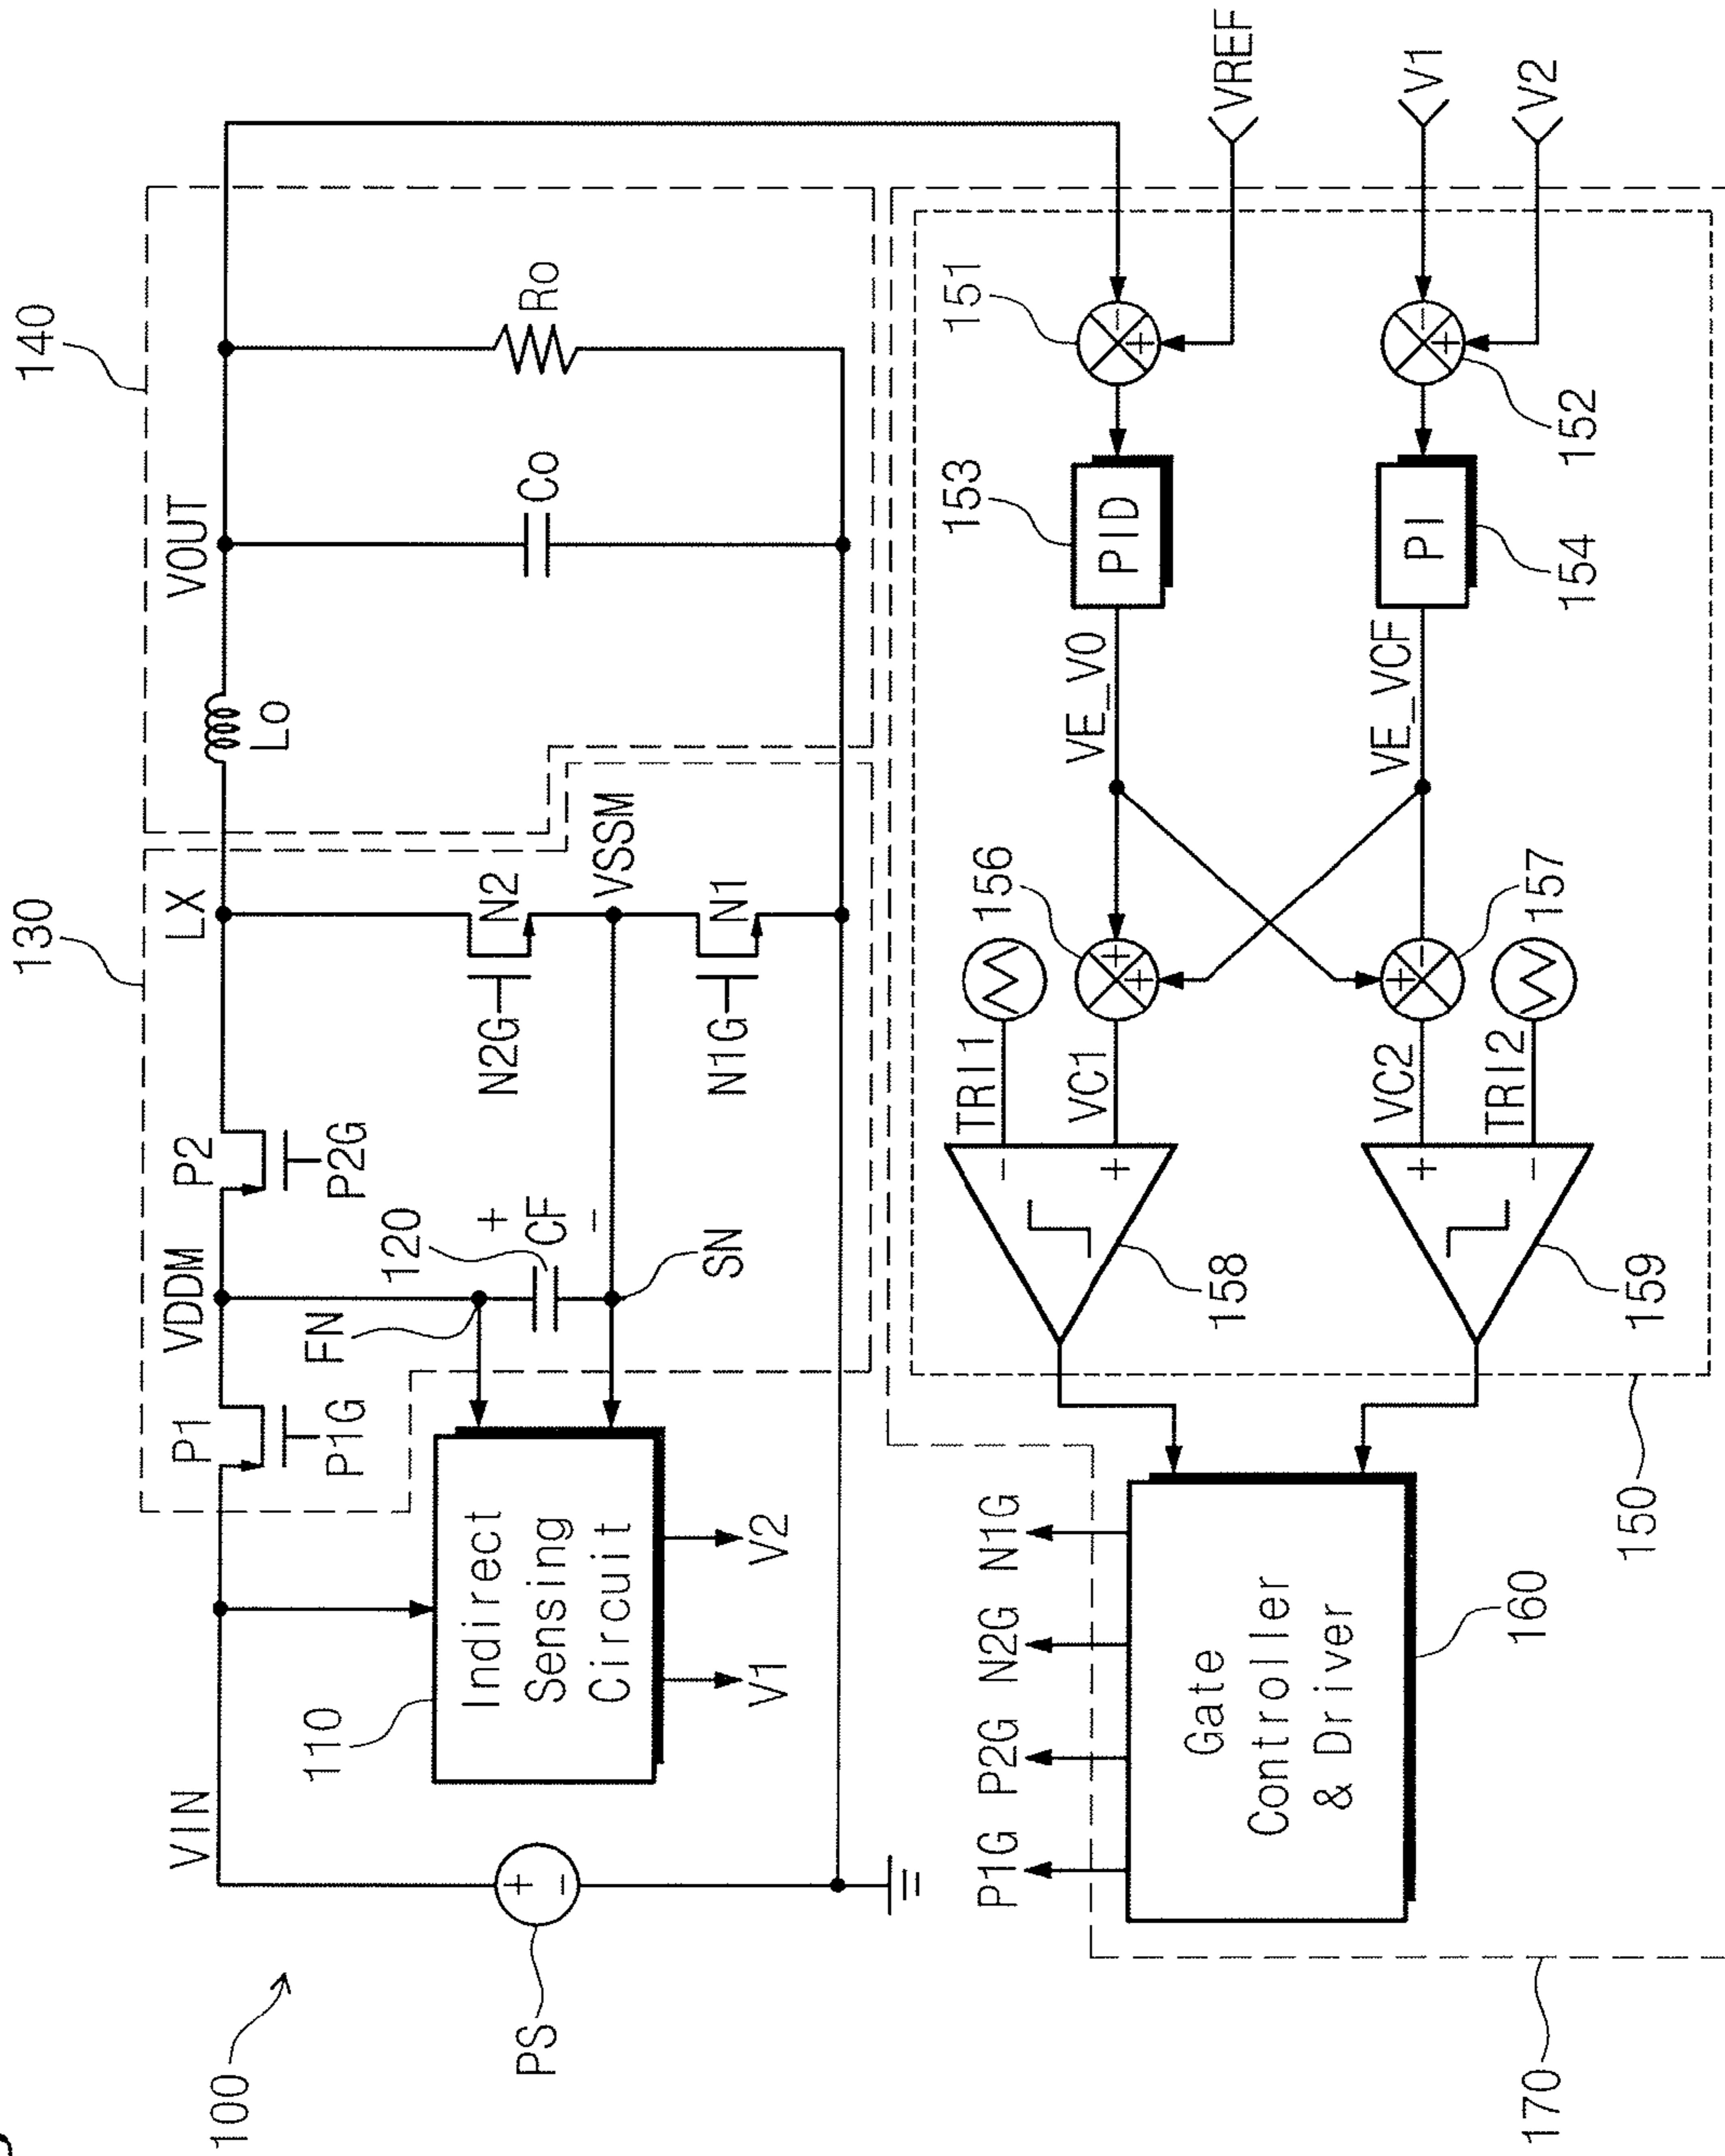 100
130
140
VIN
P1
VDDM
P2
LX
VOUT
P1G
P2G
Lo
FN
120
+
CF
−
N2G
N2
Co
Ro
110
Indirect
Sensing
Circuit
PS
+
−
SN
VSSM
N1G
N1
V1
V2
P1G
P2G
N2G
N1G
TRI1
156
153
151
−
VC1
+
+
+
VE_VO
PID
−
+
VREF
158
Gate
Controller
& Driver
VC2
+
+
−
VE_VCF
PI
−
+
V1
TRI2
−
157
154
152
V2
159
160
150
170